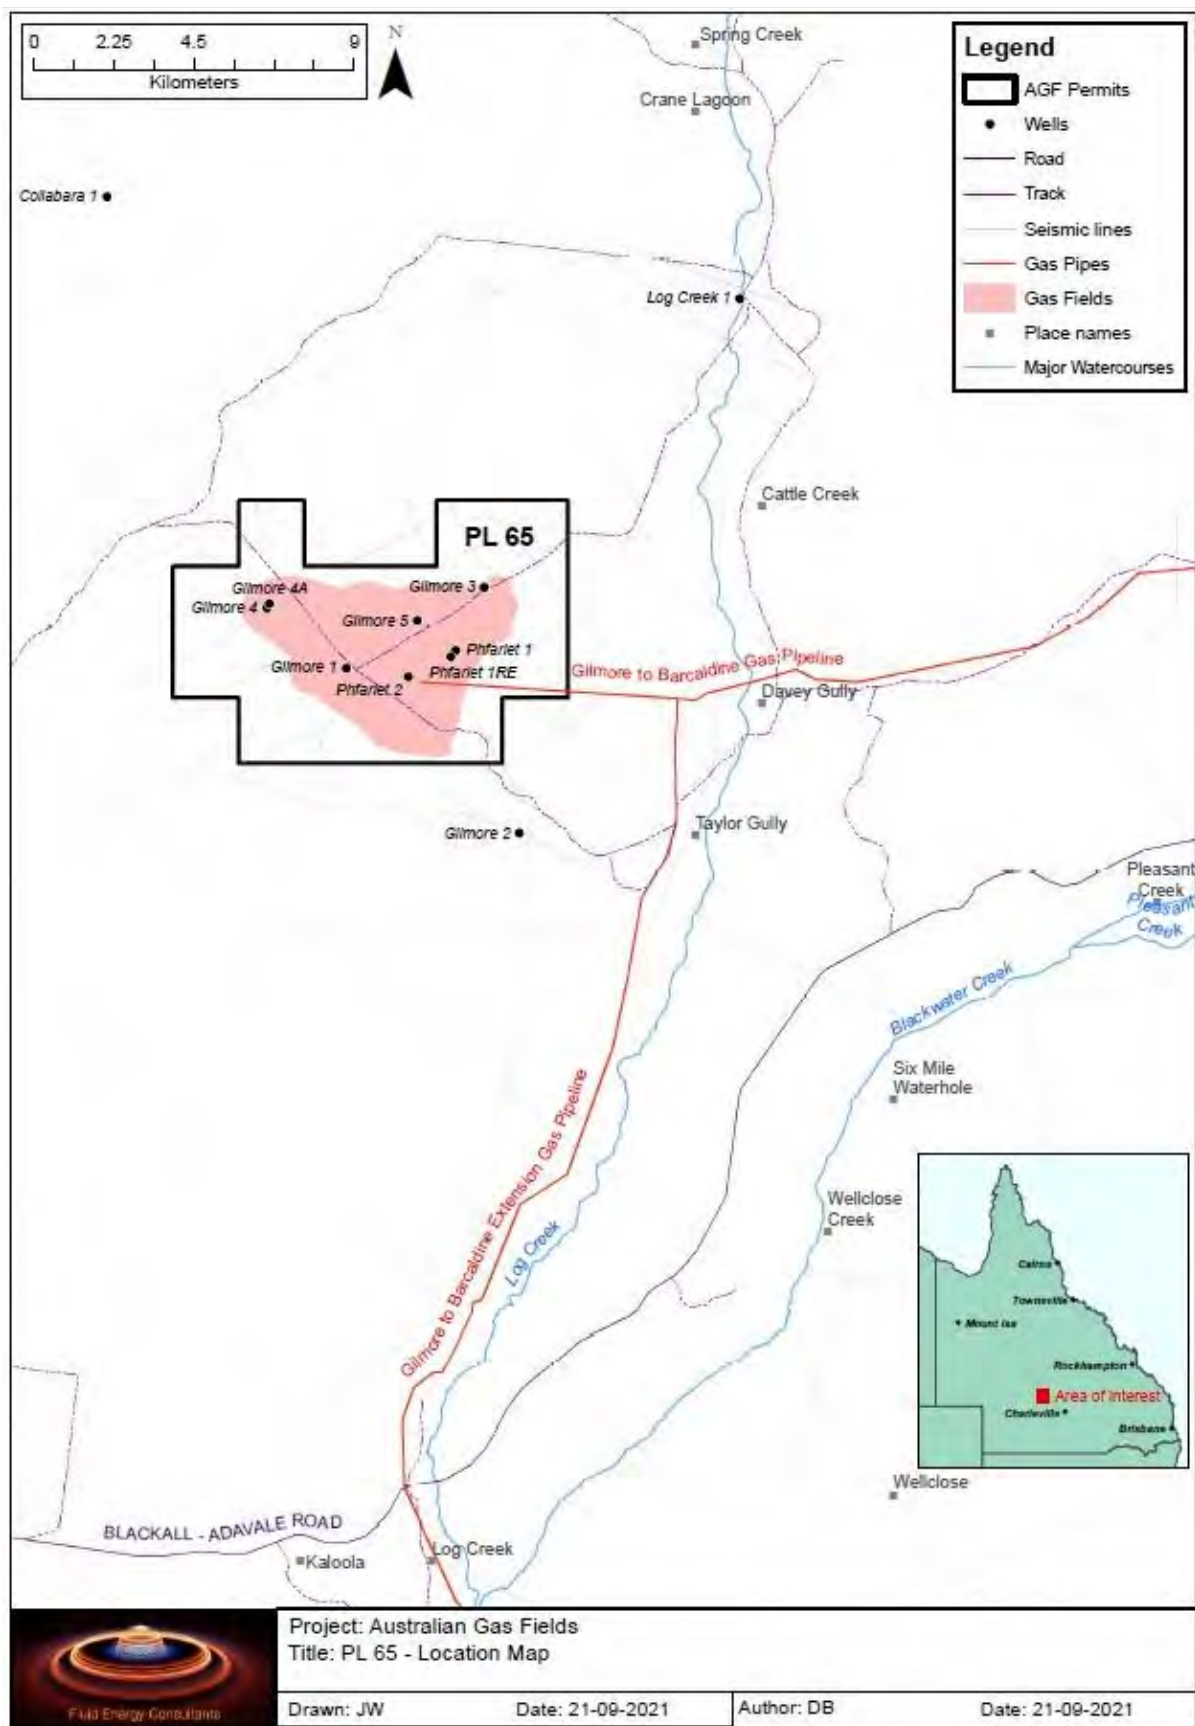 0 2.25 4.5 9
Kilometers
N
Spring Creek
Crane Lagoon
Legend
AGF Permits
Wells
Road
Track
Seismic lines
Gas Pipes
Gas Fields
Place names
Major Watercourses
Collabara 1
Log Creek 1
Cattle Creek
PL 65
Gilmore 4A
Gilmore 4
Gilmore 3
Gilmore 5
Phfarlet 1
Phfarlet 1RE
Gilmore 1
Phfarlet 2
Gilmore to Barcaldine Gas Pipeline
Davey Gully
Gilmore 2
Taylor Gully
Pleasant
Creek
Pleasant
Creek
Blackwater Creek
Six Mile
Waterhole
Gilmore to Barcaldine Extension Gas Pipeline
Log Creek
Wellclose
Creek
Cairns
Townsville
Mount Isa
Rockhampton
Area of Interest
Charleville
Brisbane
Wellclose
BLACKALL - ADAVALE ROAD
Kaloola
Log Creek
Fluid Energy Consultants
Project: Australian Gas Fields
Title: PL 65 - Location Map
Drawn: JW Date: 21-09-2021 Author: DB Date: 21-09-2021